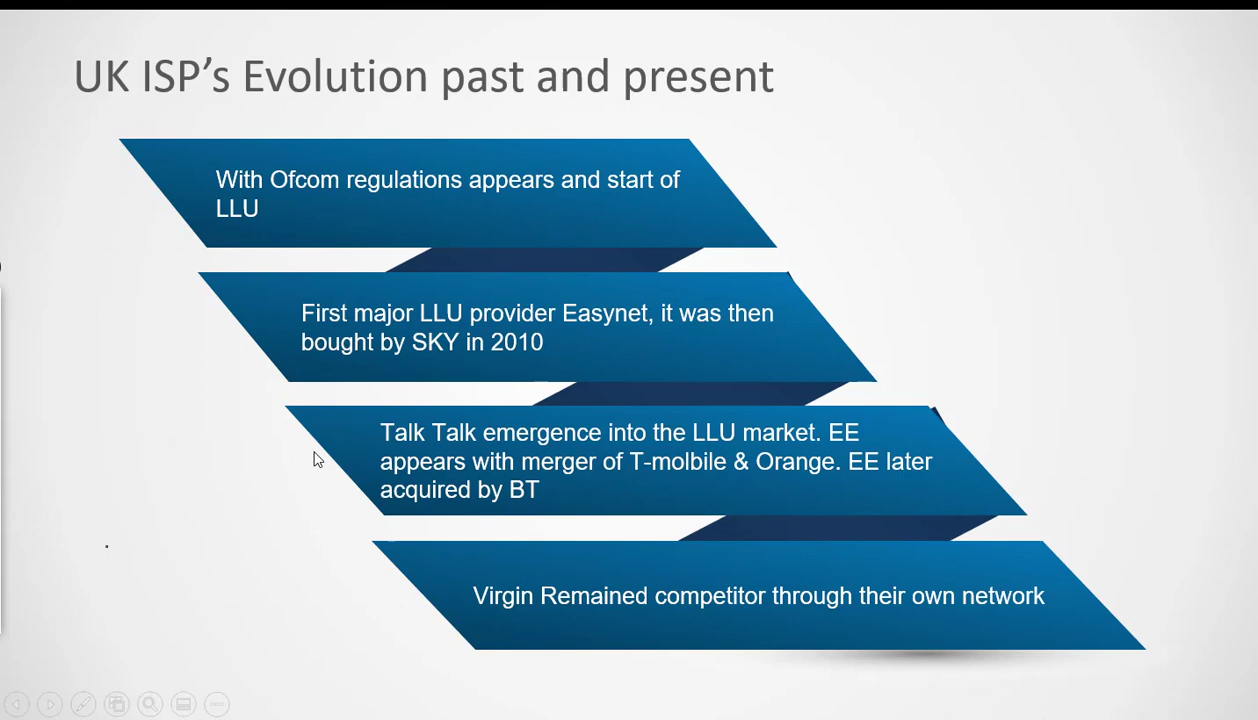 UK ISP’s Evolution past and present
With Ofcom regulations appears and start of
LLU
First major LLU provider Easynet, it was then
bought by SKY in 2010
Talk Talk emergence into the LLU market. EE
appears with merger of T-molbile & Orange. EE later
acquired by BT
Virgin Remained competitor through their own network